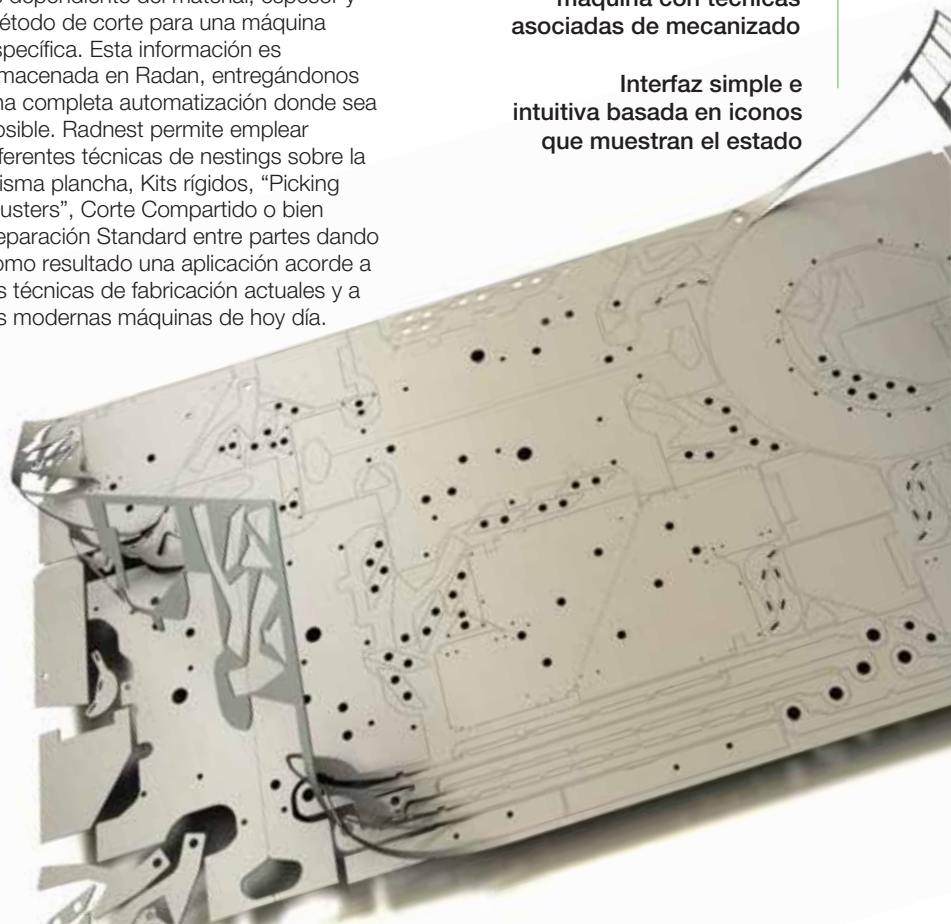 s dependiente del material, espesor y
étodo de corte para una máquina
specífica. Esta información es
macenada en Radan, entregándonos
na completa automatización donde sea
osible. Radnest permite emplear
ferentes técnicas de nestings sobre la
isma plancha, Kits rígidos, “Picking
usters”, Corte Compartido o bien
eparación Standard entre partes dando
omo resultado una aplicación acorde a
s técnicas de fabricación actuales y a
s modernas máquinas de hoy día.
máquina con técnicas
asociadas de mecanizado
Interfaz simple e
intuitiva basada en iconos
que muestran el estado